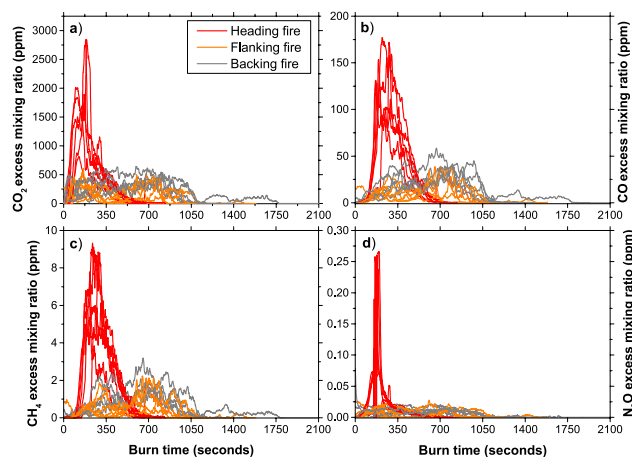 a)
Heading fire
Flanking fire
Backing fire
CO2 excess mixing ratio (ppm)
3000
2500
2000
1500
1000
500
0
0 350 700 1050 1450 1750 2100
b)
CO excess mixing ratio (ppm)
200
150
100
50
0
0 350 700 1050 1450 1750 2100
c)
CH4 excess mixing ratio (ppm)
10
8
6
4
2
0
0 350 700 1050 1450 1750 2100
Burn time (seconds)
d)
N2O excess mixing ratio (ppm)
0,30
0,25
0,20
0,15
0,10
0,05
0,00
0 350 700 1050 1450 1750 2100
Burn time (seconds)